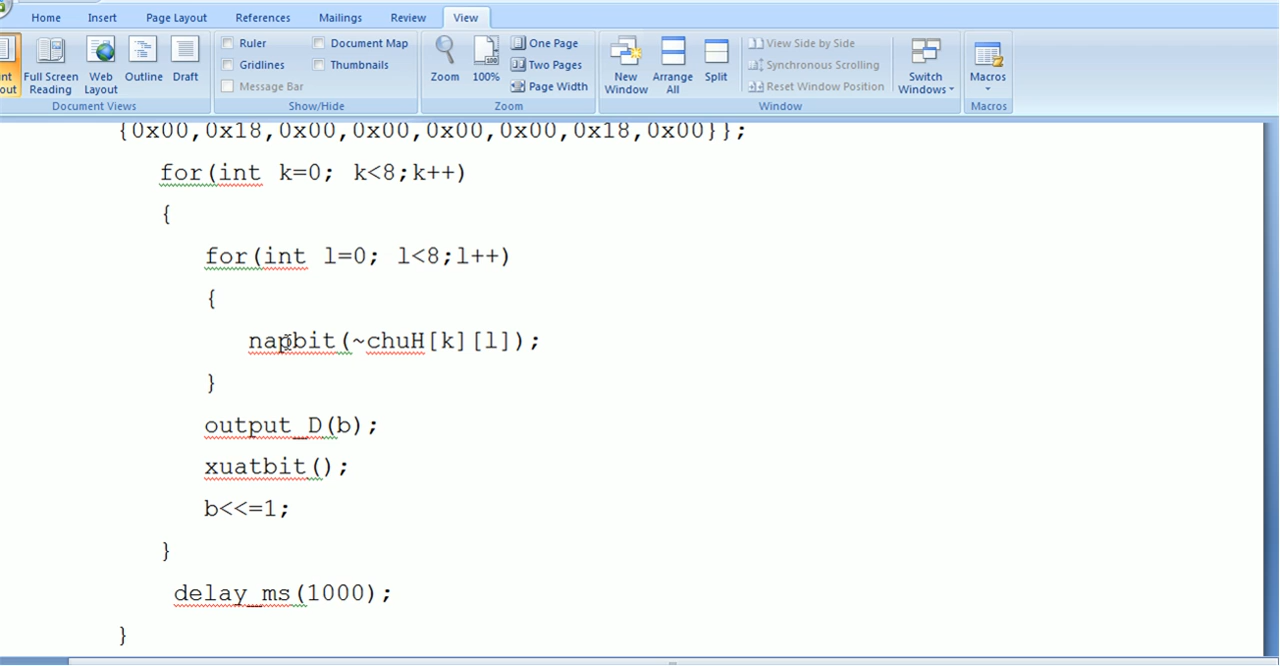 Home Insert Page Layout References Mailings Review View
Ruler Document Map One Page View Side by Side
Gridlines Thumbnails Two Pages Synchronous Scrolling
Full Screen Reading Web Layout Outline Draft Message Bar Zoom 100% Page Width New Window Arrange All Split Reset Window Position Switch Windows Macros
Document Views Show/Hide Zoom Window Macros
{0x00,0x18,0x00,0x00,0x00,0x00,0x18,0x00}};
for(int k=0; k<8;k++)
{
for(int l=0; l<8;l++)
{
napbit(~chuH[k][l]);
}
output_D(b);
xuatbit();
b<<=1;
}
delay_ms(1000);
}